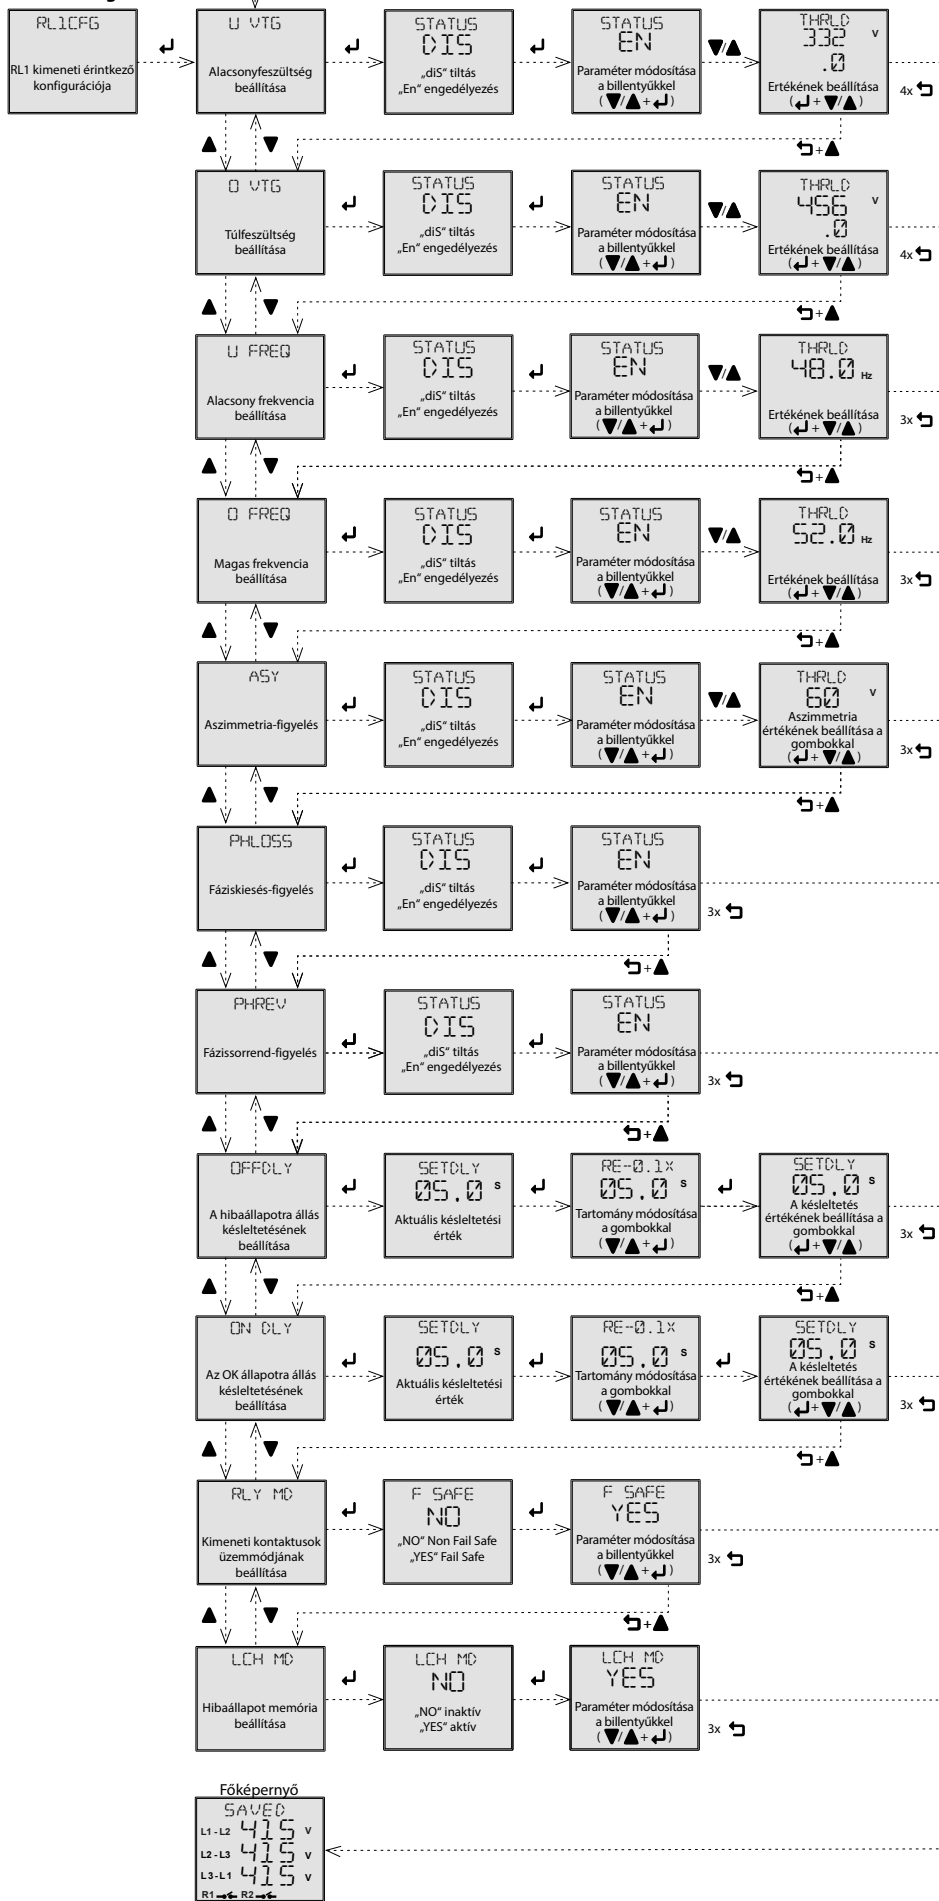 RL1CFG
RL1 kimeneti érintkező
konfigurációja
U VTG
Alacsonyfeszültség
beállítása
STATUS
DIS
„diS“ tiltás
„En“ engedélyezés
STATUS
EN
Paraméter módosítása
a billentyűkkel
(▼/▲+↵)
▼/▲
THRLD
332 V
.0
Ertékének beállítása
(↵+▼/▲)
4x ↩
↩+▲
▲ ▼
O VTG
Túlfeszültség
beállítása
STATUS
DIS
„diS“ tiltás
„En“ engedélyezés
STATUS
EN
Paraméter módosítása
a billentyűkkel
(▼/▲+↵)
▼/▲
THRLD
456 V
.0
Ertékének beállítása
(↵+▼/▲)
4x ↩
↩+▲
▲ ▼
U FREQ
Alacsony frekvencia
beállítása
STATUS
DIS
„diS“ tiltás
„En“ engedélyezés
STATUS
EN
Paraméter módosítása
a billentyűkkel
(▼/▲+↵)
▼/▲
THRLD
48.0 Hz
Ertékének beállítása
(↵+▼/▲)
3x ↩
↩+▲
▲ ▼
O FREQ
Magas frekvencia
beállítása
STATUS
DIS
„diS“ tiltás
„En“ engedélyezés
STATUS
EN
Paraméter módosítása
a billentyűkkel
(▼/▲+↵)
▼/▲
THRLD
52.0 Hz
Ertékének beállítása
(↵+▼/▲)
3x ↩
↩+▲
▲ ▼
ASY
Aszimmetria-figyelés
STATUS
DIS
„diS“ tiltás
„En“ engedélyezés
STATUS
EN
Paraméter módosítása
a billentyűkkel
(▼/▲+↵)
▼/▲
THRLD
60 V
Aszimmetria
értékének beállítása a
gombokkal
(↵+▼/▲)
3x ↩
↩+▲
▲ ▼
PHLOSS
Fáziskiesés-figyelés
STATUS
DIS
„diS“ tiltás
„En“ engedélyezés
STATUS
EN
Paraméter módosítása
a billentyűkkel
(▼/▲+↵)
3x ↩
↩+▲
▲ ▼
PHREV
Fázissorrend-figyelés
STATUS
DIS
„diS“ tiltás
„En“ engedélyezés
STATUS
EN
Paraméter módosítása
a billentyűkkel
(▼/▲+↵)
3x ↩
↩+▲
▲ ▼
OFFDLY
A hibaállapotra állás
késleltetésének
beállítása
SETDLY
05.0 s
Aktuális késleltetési
érték
RE-0.1X
05.0 s
Tartomány módosítása
a gombokkal
(▼/▲+↵)
SETDLY
05.0 s
A késleltetés
értékének beállítása a
gombokkal
(↵+▼/▲)
3x ↩
↩+▲
▲ ▼
ON DLY
Az OK állapotra állás
késleltetésének
beállítása
SETDLY
05.0 s
Aktuális késleltetési
érték
RE-0.1X
05.0 s
Tartomány módosítása
a gombokkal
(▼/▲+↵)
SETDLY
05.0 s
A késleltetés
értékének beállítása a
gombokkal
(↵+▼/▲)
3x ↩
↩+▲
▲ ▼
RLY MD
Kimeneti kontaktusok
üzemmódjának
beállítása
F SAFE
NO
„NO“ Non Fail Safe
„YES“ Fail Safe
F SAFE
YES
Paraméter módosítása
a billentyűkkel
(▼/▲+↵)
3x ↩
↩+▲
▲ ▼
LCH MD
Hibaállapot memória
beállítása
LCH MD
NO
„NO“ inaktív
„YES“ aktív
LCH MD
YES
Paraméter módosítása
a billentyűkkel
(▼/▲+↵)
3x ↩
Főképernyő
SAVED
L1-L2 415 V
L2-L3 415 V
L3-L1 415 V
R1 R2